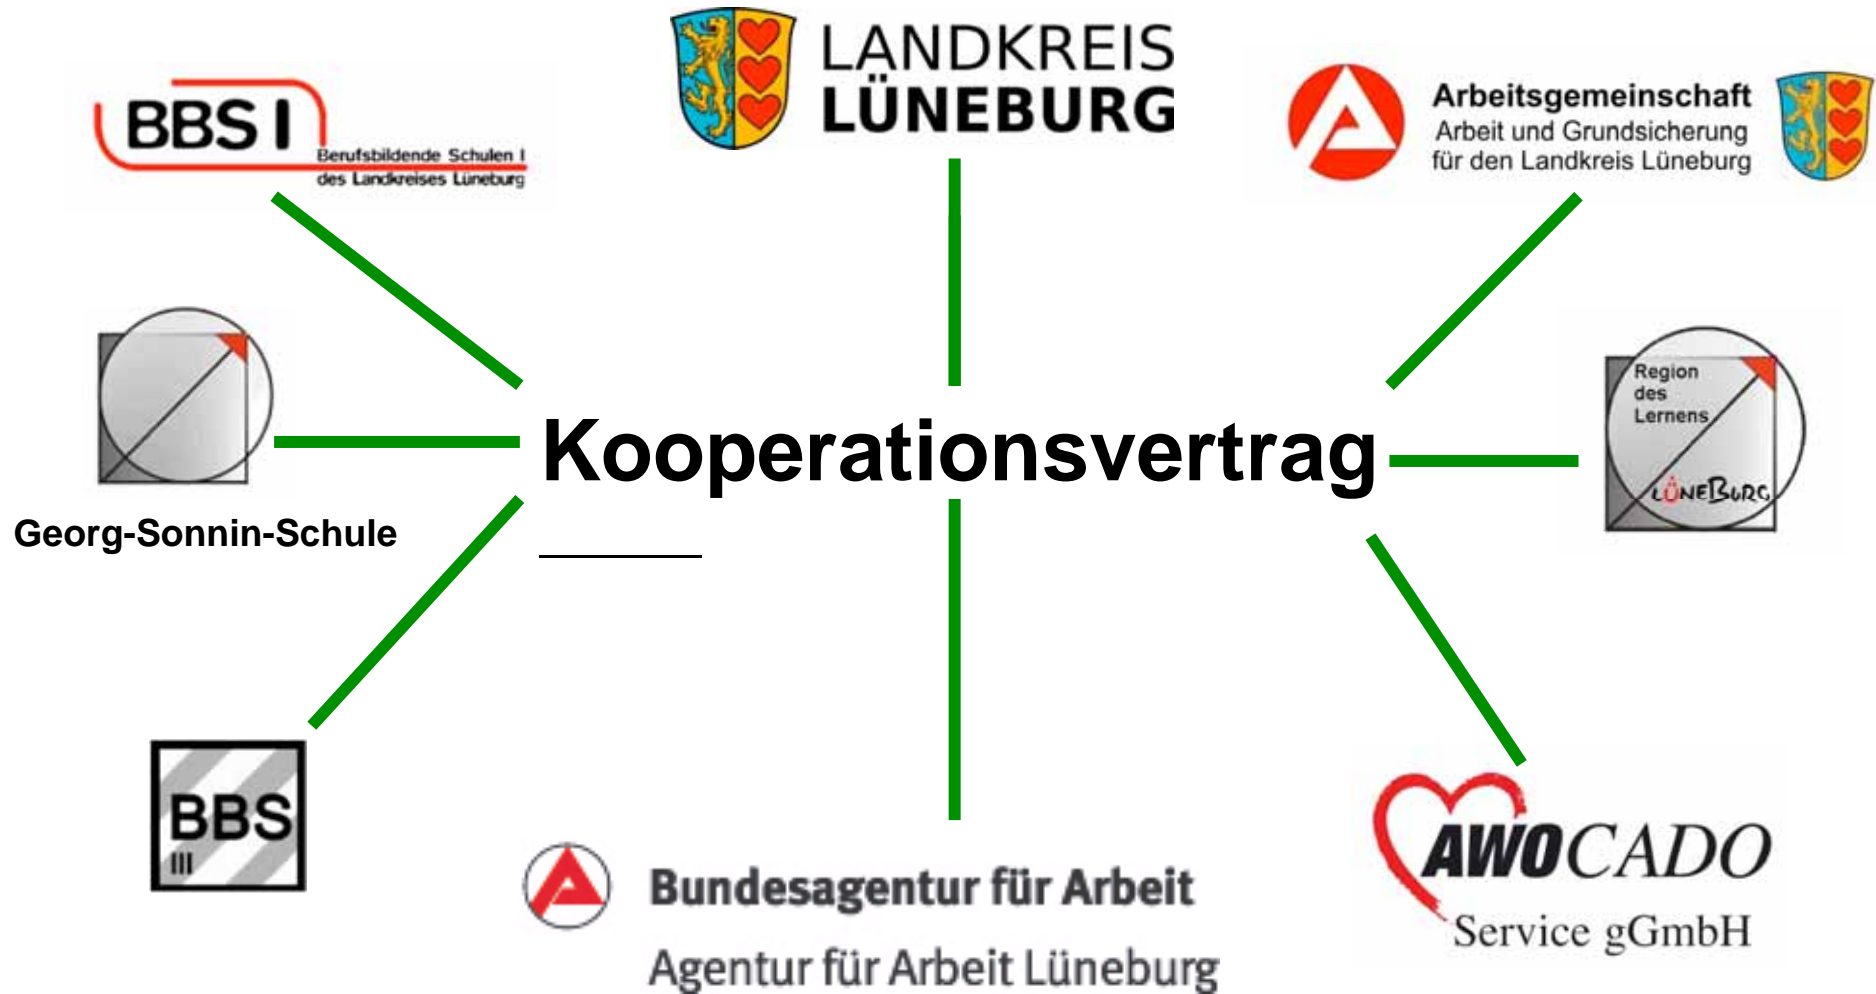 LANDKREIS
LÜNEBURG
BBS I
Berufsbildende Schulen I
des Landkreises Lüneburg
Arbeitsgemeinschaft
Arbeit und Grundsicherung
für den Landkreis Lüneburg
Region
des
Lernens
LÜNEBURG
Kooperationsvertrag
Georg-Sonnin-Schule
BBS
III
AWOCADO
Service gGmbH
Bundesagentur für Arbeit
Agentur für Arbeit Lüneburg